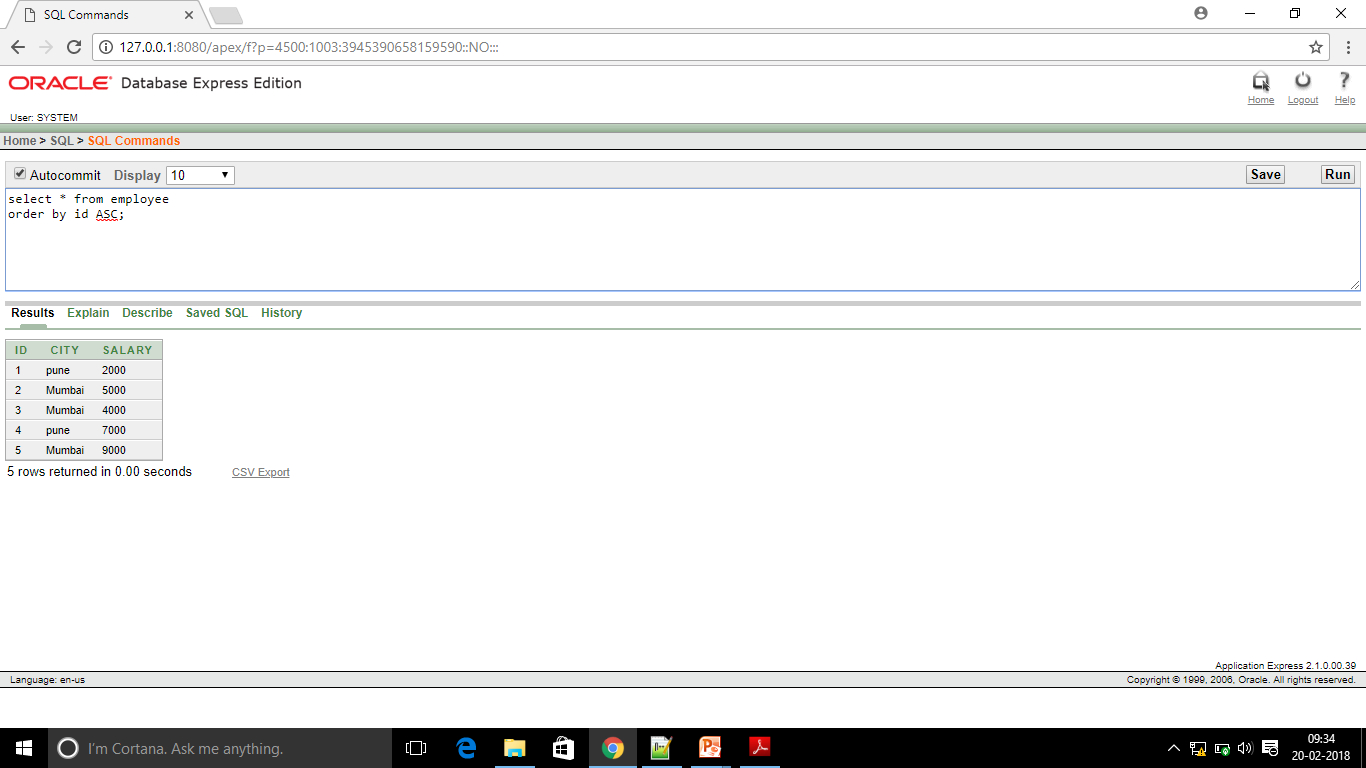 SQL Commands
127.0.0.1:8080/apex/f?p=4500:1003:3945390658159590::NO:::
ORACLE Database Express Edition
Home Logout Help
User: SYSTEM
Home > SQL > SQL Commands
Autocommit Display 10 Save Run
select * from employee
order by id ASC;
Results Explain Describe Saved SQL History
ID CITY SALARY
1 pune 2000
2 Mumbai 5000
3 Mumbai 4000
4 pune 7000
5 Mumbai 9000
5 rows returned in 0.00 seconds CSV Export
Application Express 2.1.0.00.39
Language: en-us Copyright © 1999, 2006, Oracle. All rights reserved.
I'm Cortana. Ask me anything.
09:34
20-02-2018